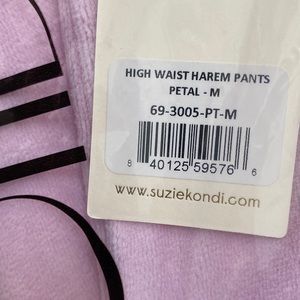 HIGH WAIST HAREM PANTS
PETAL - M
69-3005-PT-M
8 40125 59576 6
www.suziekondi.com